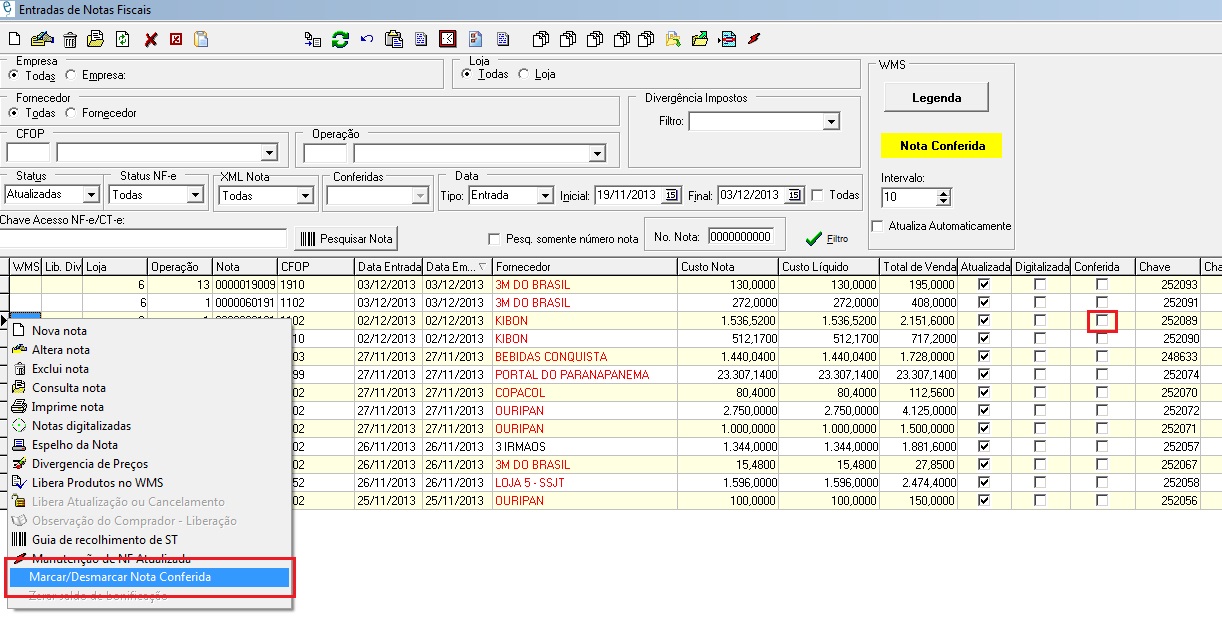 Entradas de Notas Fiscais
Empresa
Todas Empresa:
Loja
Todas Loja
WMS
Legenda
Nota Conferida
Intervalo:
10
Atualiza Automaticamente
Fornecedor
Todas Fornecedor
Divergência Impostos
Filtro:
CFOP
Operação
Status
Atualizadas
Status NF-e
Todas
XML Nota
Todas
Conferidas
Data
Tipo: Entrada Inicial: 19/11/2013 15 Final: 03/12/2013 15 Todas
Chave Acesso NF-e/CT-e:
Pesquisar Nota Pesq. somente número nota No. Nota: 0000000000 Filtro
WMS Lib. Div Loja Operação Nota CFOP Data Entrada Data Em... Fornecedor Custo Nota Custo Líquido Total de Venda Atualizada Digitalizada Conferida Chave Cha
6 13 0000019009 1910 03/12/2013 03/12/2013 3M DO BRASIL 130,0000 130,0000 195,0000 252093
6 1 0000060191 1102 03/12/2013 03/12/2013 3M DO BRASIL 272,0000 272,0000 408,0000 252091
02 02/12/2013 02/12/2013 KIBON 1.536,5200 1.536,5200 2.151,6000 252089
10 02/12/2013 02/12/2013 KIBON 512,1700 512,1700 717,2000 252090
03 27/11/2013 27/11/2013 BEBIDAS CONQUISTA 1.440,0400 1.440,0400 1.728,0000 248633
99 27/11/2013 27/11/2013 PORTAL DO PARANAPANEMA 23.307,1400 23.307,1400 23.307,1400 252074
02 27/11/2013 27/11/2013 COPACOL 80,4000 80,4000 112,5600 252070
02 27/11/2013 27/11/2013 OURIPAN 2.750,0000 2.750,0000 4.125,0000 252072
02 27/11/2013 27/11/2013 OURIPAN 1.000,0000 1.000,0000 1.500,0000 252071
02 26/11/2013 26/11/2013 3 IRMAOS 1.344,0000 1.344,0000 1.881,6000 252057
02 26/11/2013 26/11/2013 3M DO BRASIL 15,4800 15,4800 27,8500 252067
52 26/11/2013 26/11/2013 LOJA 5 - SSJT 1.596,0000 1.596,0000 2.474,4000 252058
02 25/11/2013 25/11/2013 OURIPAN 100,0000 100,0000 150,0000 252056
Nova nota
Altera nota
Exclui nota
Consulta nota
Imprime nota
Notas digitalizadas
Espelho da Nota
Divergencia de Preços
Libera Produtos no WMS
Libera Atualização ou Cancelamento
Observação do Comprador - Liberação
Guia de recolhimento de ST
Manutenção de NF Atualizada
Marcar/Desmarcar Nota Conferida
Zerar saldo de bonificação